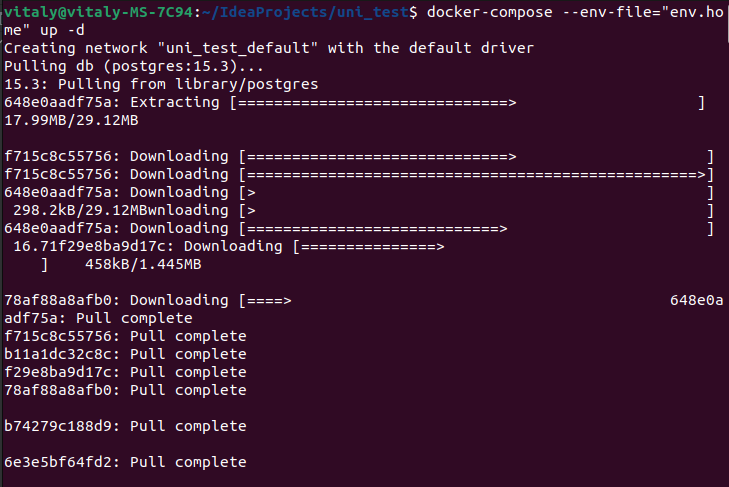 vitaly@vitaly-MS-7C94:~/IdeaProjects/uni_test$ docker-compose --env-file="env.ho
me" up -d
Creating network "uni_test_default" with the default driver
Pulling db (postgres:15.3)...
15.3: Pulling from library/postgres
648e0aadf75a: Extracting [==============================>                    ]
17.99MB/29.12MB
f715c8c55756: Downloading [=============================>                     ]
f715c8c55756: Downloading [==================================================>]
648e0aadf75a: Downloading [>                                                  ]
 298.2kB/29.12MBwnloading [>                                                  ]
648e0aadf75a: Downloading [============================>                      ]
 16.71f29e8ba9d17c: Downloading [===============>
    ]    458kB/1.445MB
78af88a8afb0: Downloading [====>                                          648e0a
adf75a: Pull complete
f715c8c55756: Pull complete
b11a1dc32c8c: Pull complete
f29e8ba9d17c: Pull complete
78af88a8afb0: Pull complete
b74279c188d9: Pull complete
6e3e5bf64fd2: Pull complete